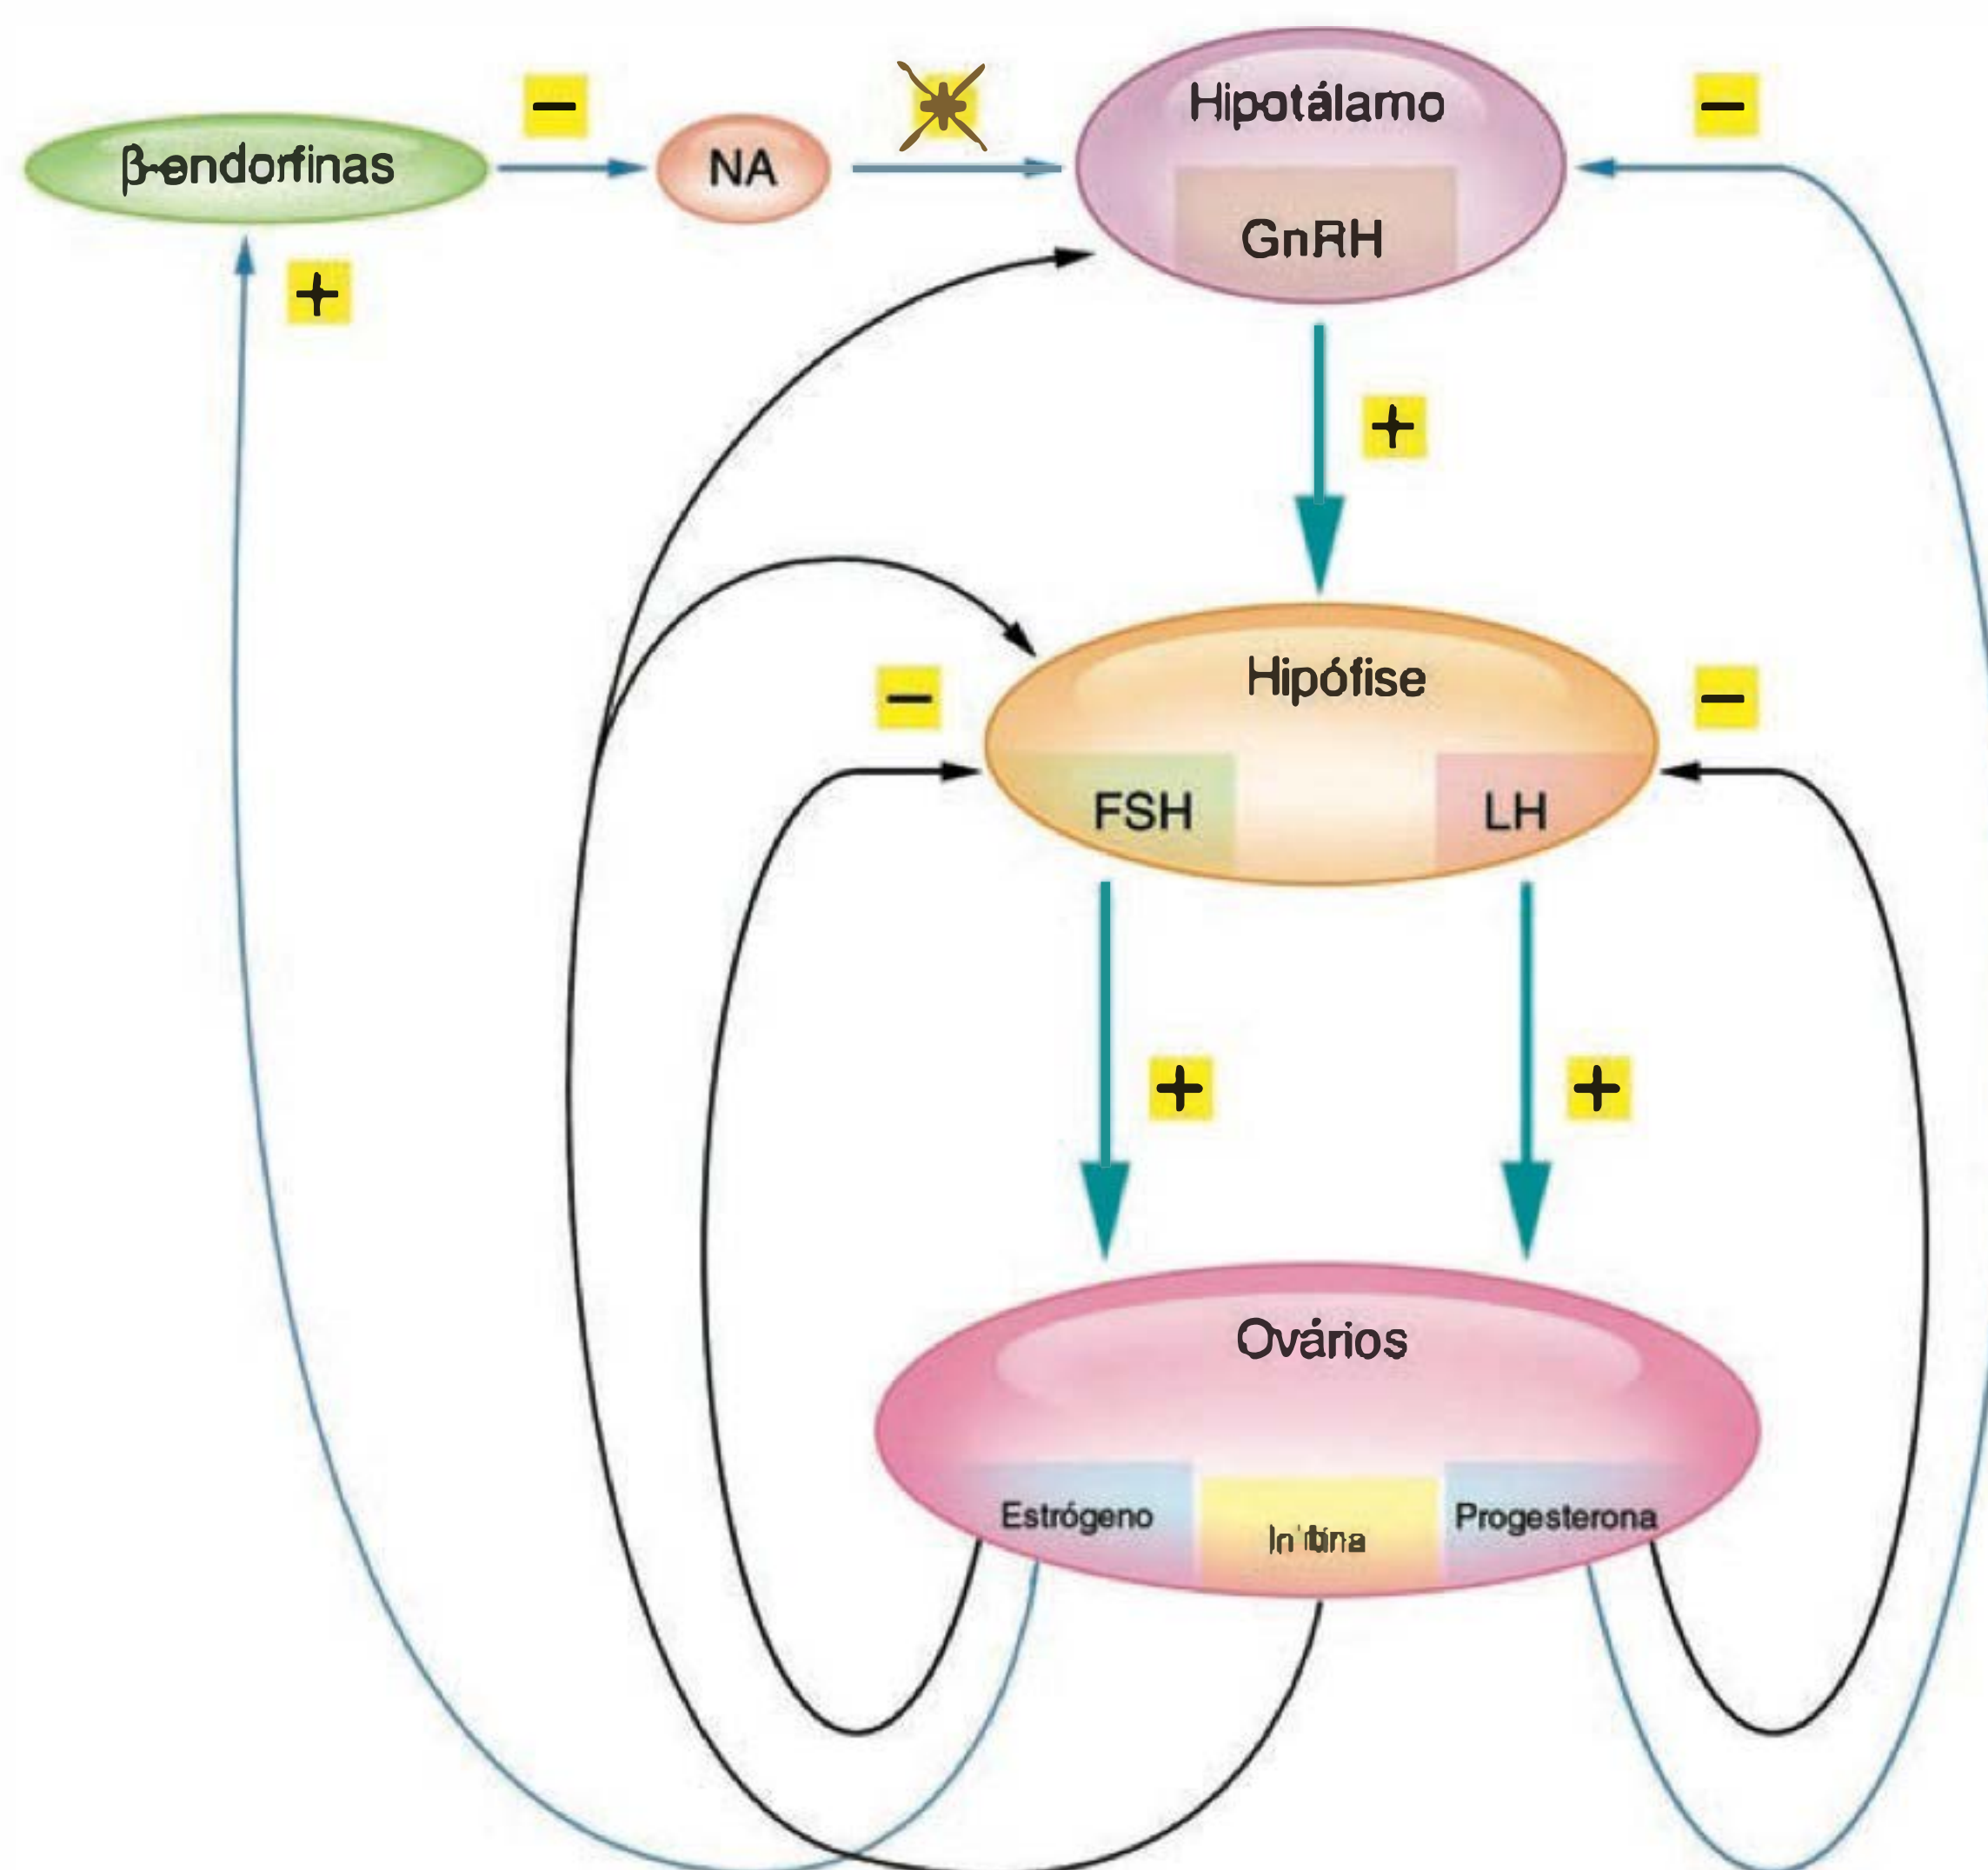 Hipotálamo
β-endorfinas
−
NA
−
GnRH
+
+
Hipófise
−
−
FSH
LH
+
+
Ovários
Estrógeno
Progesterona